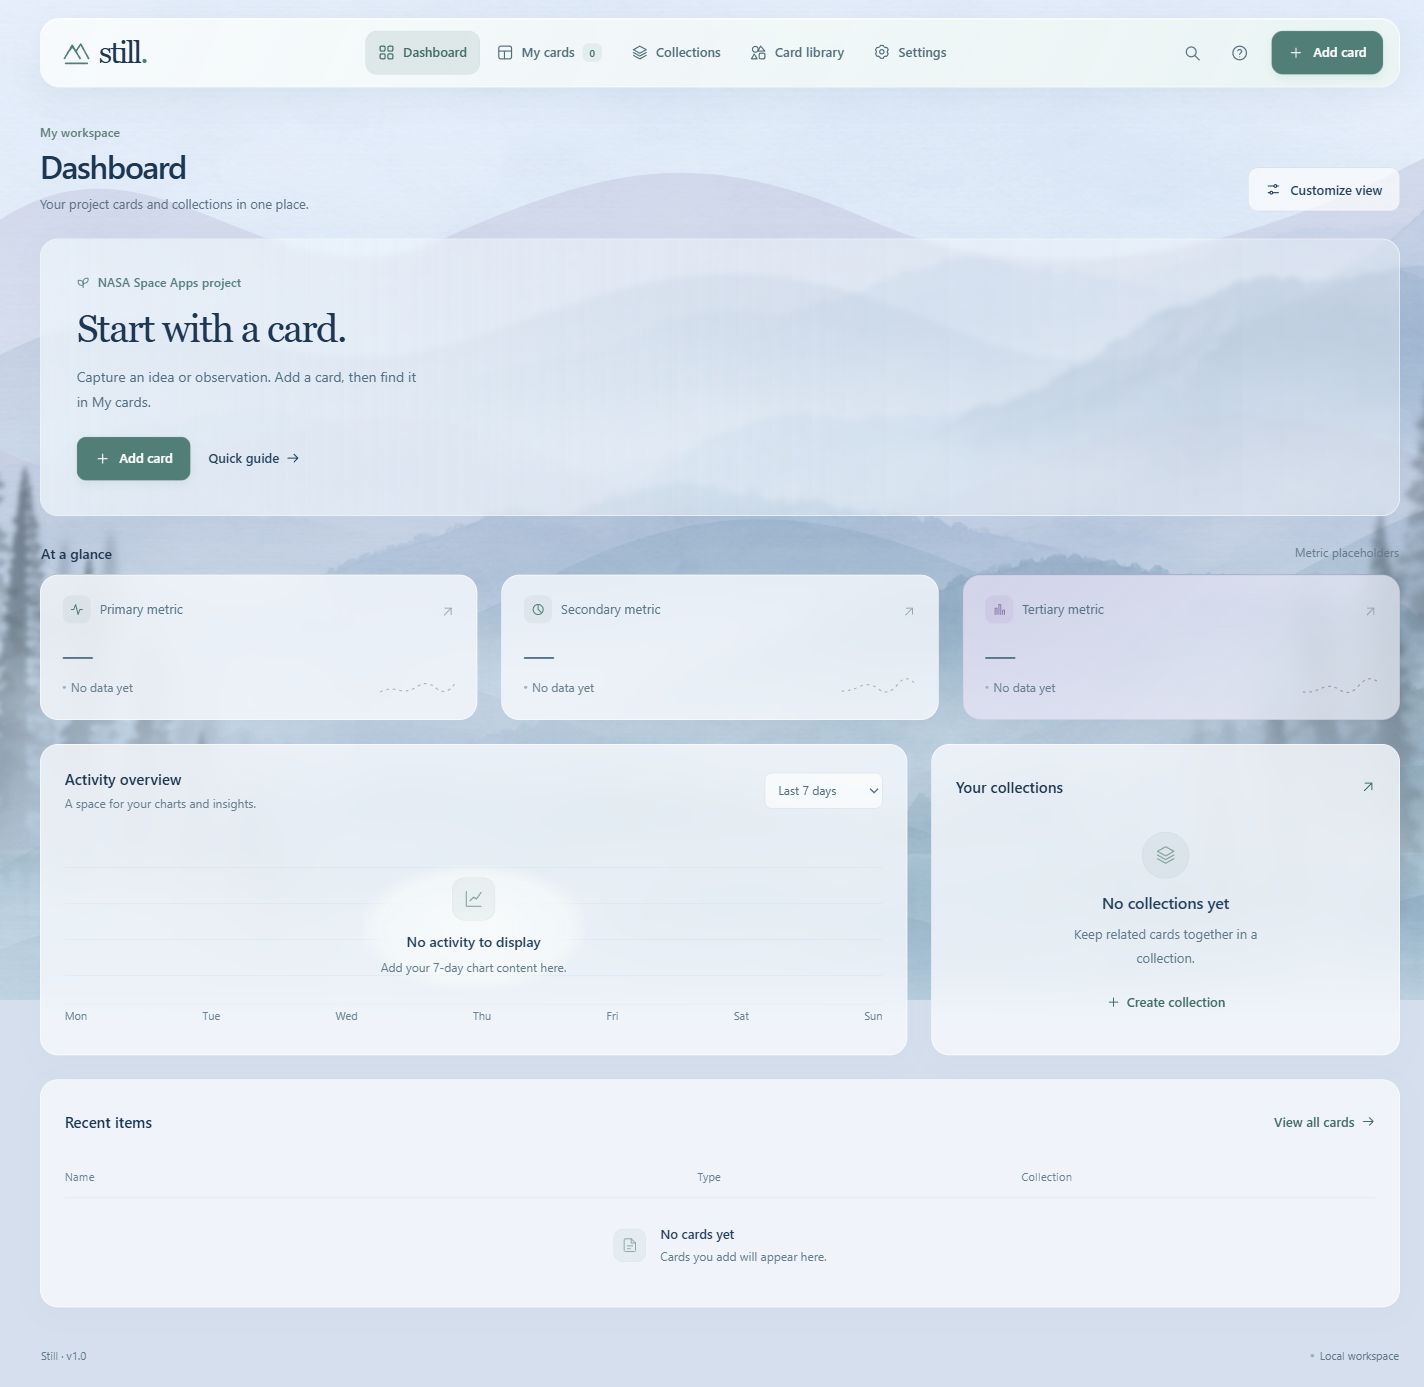 still.
Dashboard
My cards 0
Collections
Card library
Settings
Add card
My workspace
Dashboard
Your project cards and collections in one place.
Customize view
NASA Space Apps project
Start with a card.
Capture an idea or observation. Add a card, then find it
in My cards.
Add card
Quick guide
At a glance
Metric placeholders
Primary metric
No data yet
Secondary metric
No data yet
Tertiary metric
No data yet
Activity overview
A space for your charts and insights.
Last 7 days
No activity to display
Add your 7-day chart content here.
Mon Tue Wed Thu Fri Sat Sun
Your collections
No collections yet
Keep related cards together in a
collection.
Create collection
Recent items
View all cards
Name Type Collection
No cards yet
Cards you add will appear here.
Still · v1.0
Local workspace